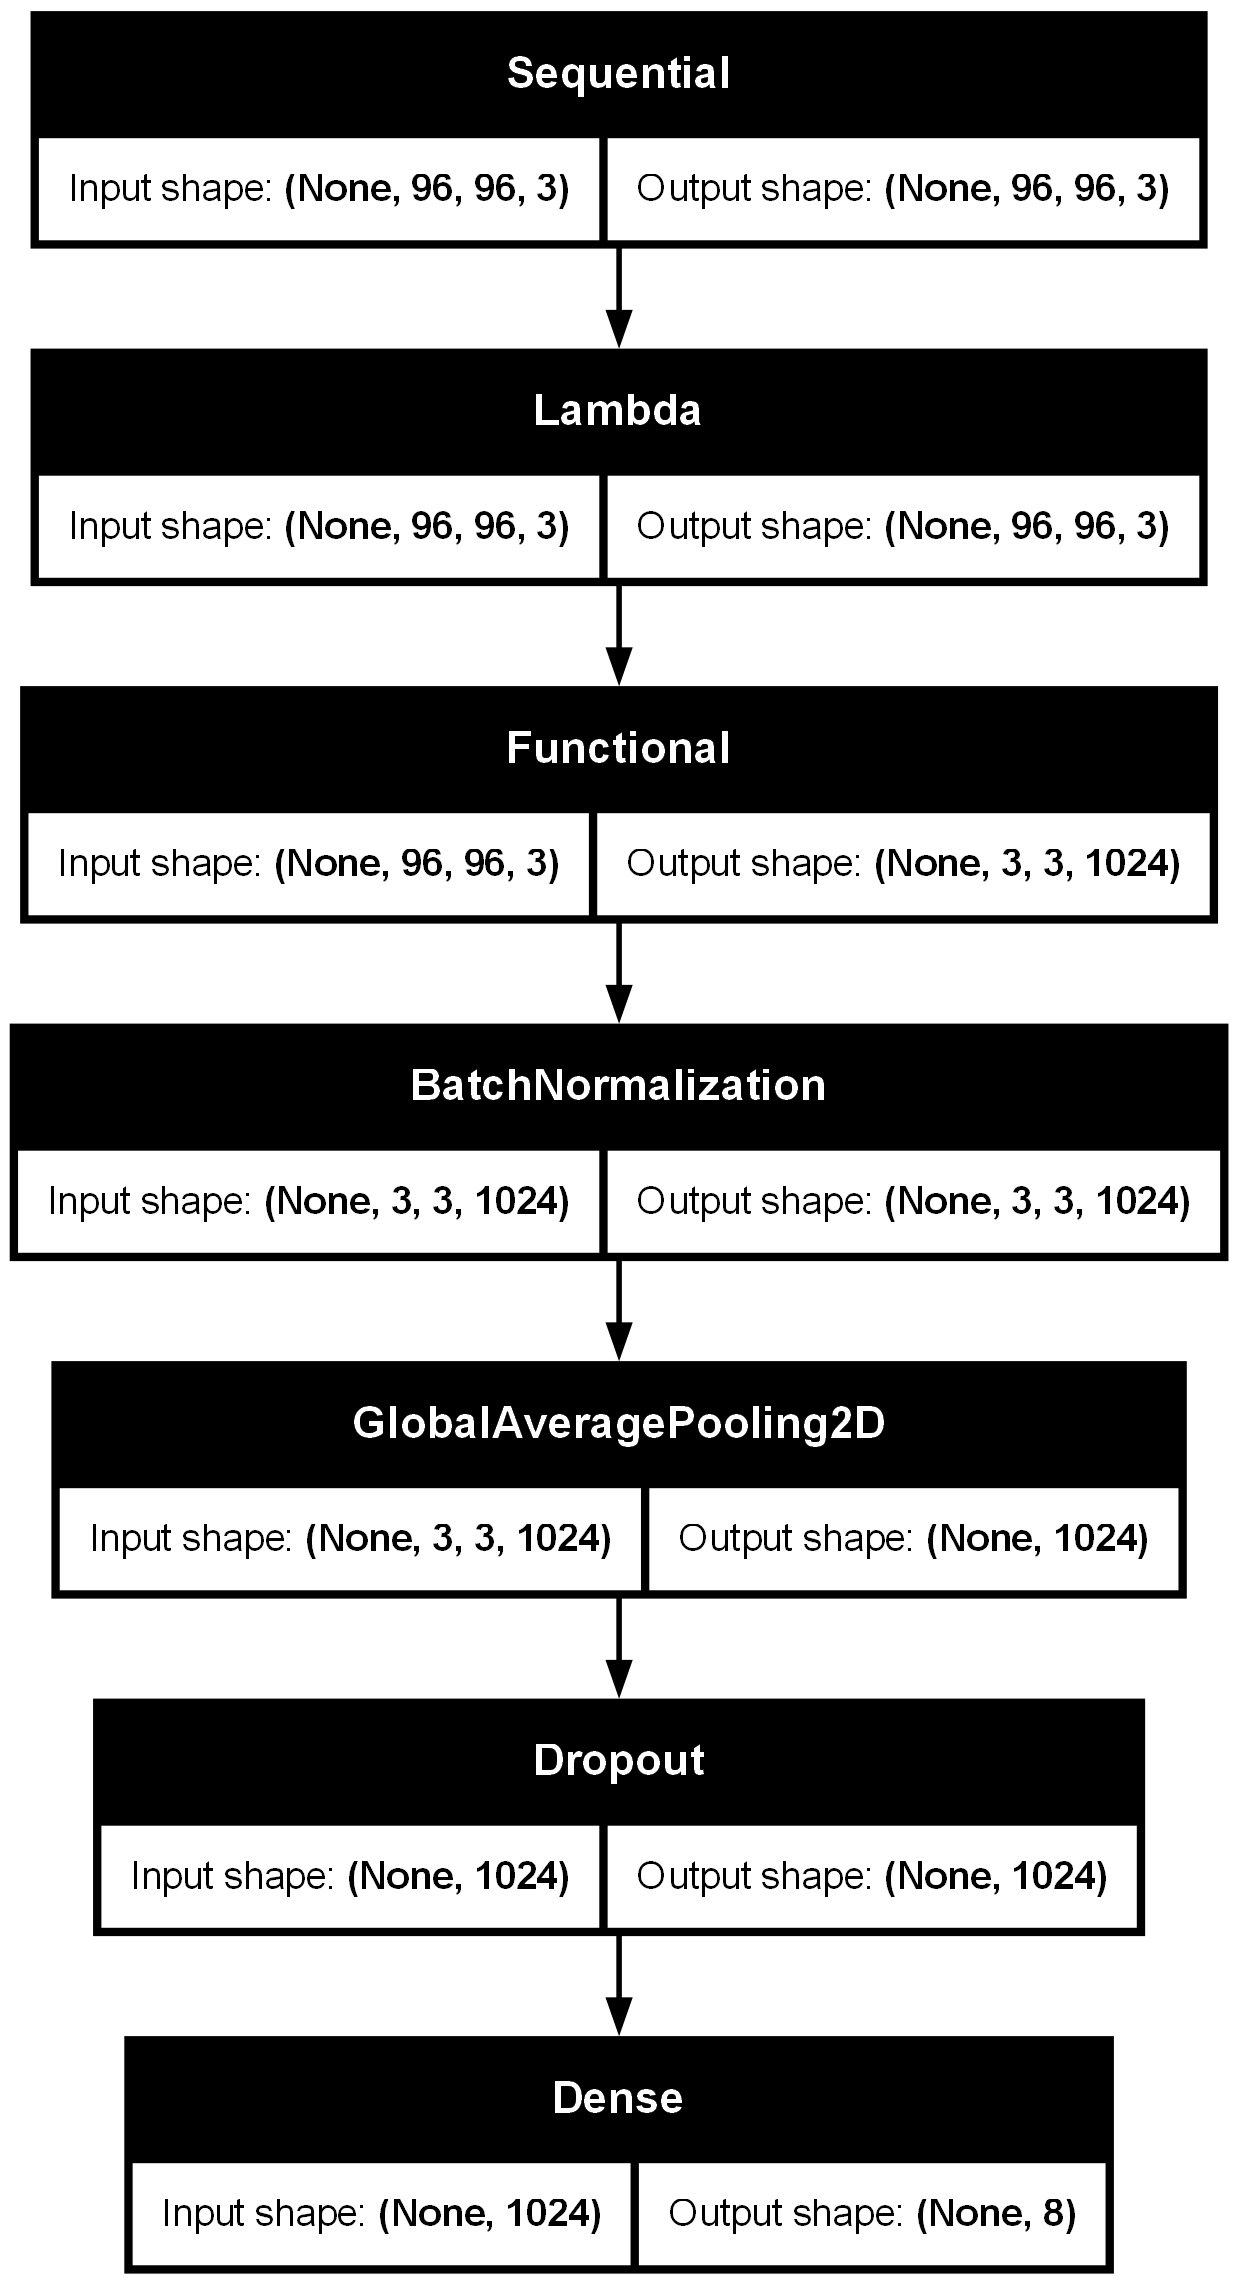 Sequential
Input shape: (None, 96, 96, 3) Output shape: (None, 96, 96, 3)
Lambda
Input shape: (None, 96, 96, 3) Output shape: (None, 96, 96, 3)
Functional
Input shape: (None, 96, 96, 3) Output shape: (None, 3, 3, 1024)
BatchNormalization
Input shape: (None, 3, 3, 1024) Output shape: (None, 3, 3, 1024)
GlobalAveragePooling2D
Input shape: (None, 3, 3, 1024) Output shape: (None, 1024)
Dropout
Input shape: (None, 1024) Output shape: (None, 1024)
Dense
Input shape: (None, 1024) Output shape: (None, 8)